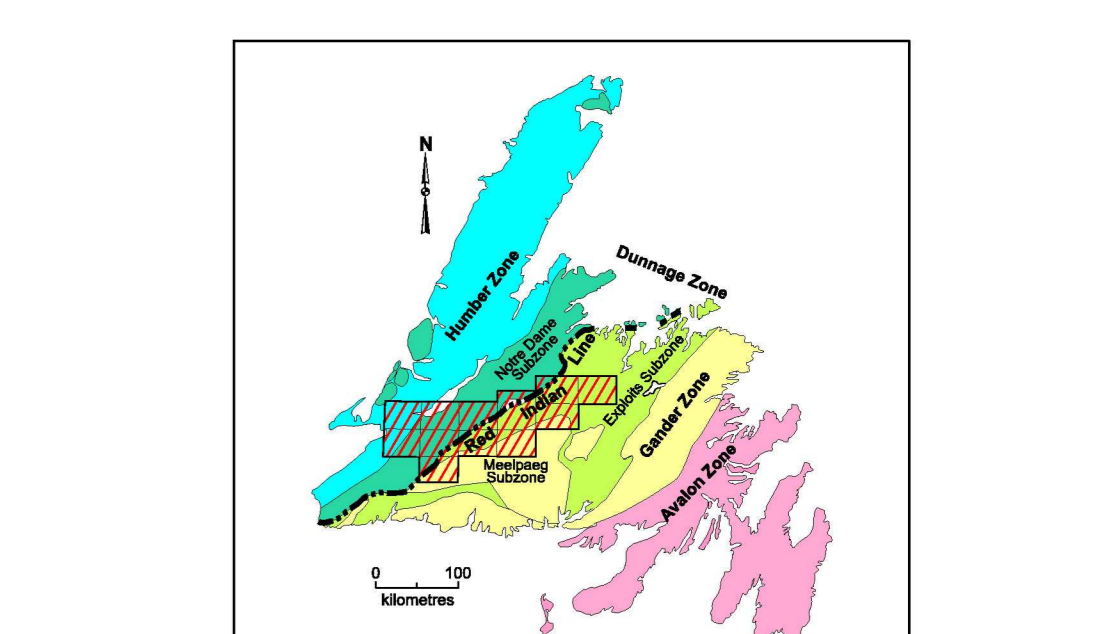 N
Dunnage Zone
Humber Zone
Notre Dame
Subzone
Red Indian Line
Exploits Subzone
Gander Zone
Meelpaeg
Subzone
Avalon Zone
0 100
kilometres